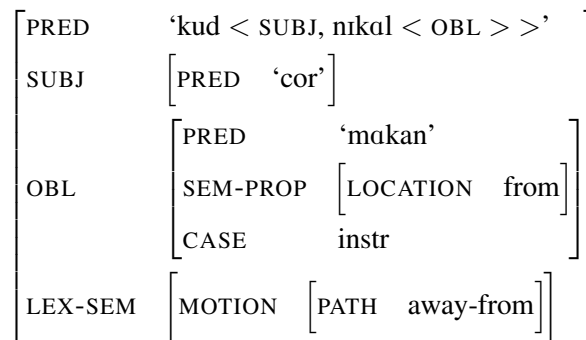 PRED ‘kud < SUBJ, nɪkɑl < OBL > >’
SUBJ [PRED ‘cor’]
PRED ‘mɑkan’
OBL SEM-PROP [LOCATION from]
CASE instr
LEX-SEM [MOTION [PATH away-from]]